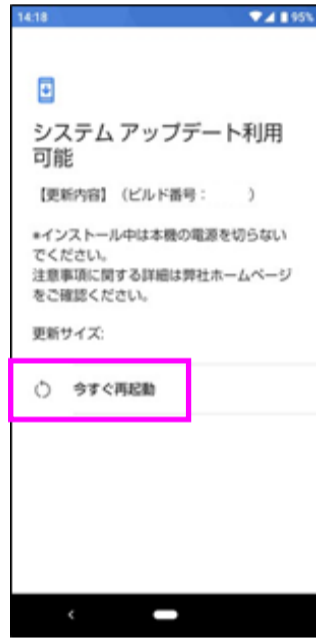 14:18
95%
システム アップデート利用
可能
【更新内容】（ビルド番号：　　）
*インストール中は本機の電源を切らない
でください。
注意事項に関する詳細は弊社ホームページ
をご確認ください。
更新サイズ:
今すぐ再起動